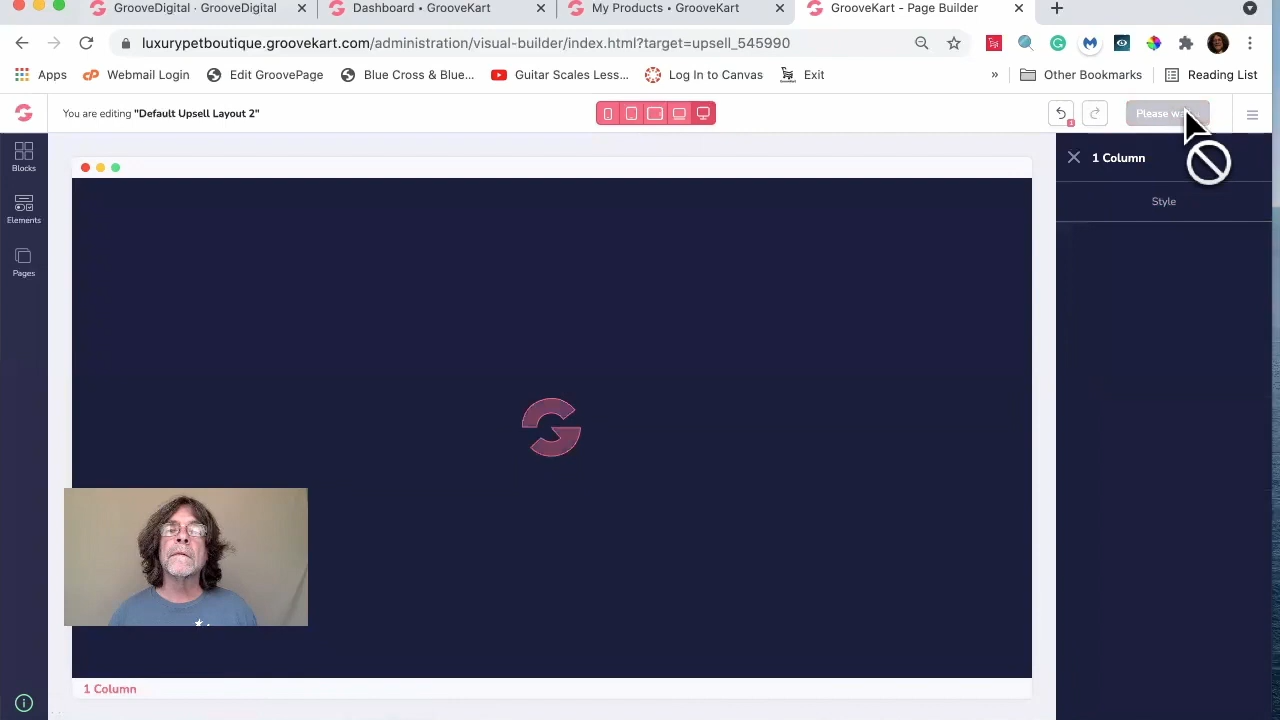 GrooveDigital · GrooveDigital
Dashboard • GrooveKart
My Products • GrooveKart
GrooveKart - Page Builder
luxurypetboutique.groovekart.com/administration/visual-builder/index.html?target=upsell_545990
Apps
Webmail Login
Edit GroovePage
Blue Cross & Blue...
Guitar Scales Less...
Log In to Canvas
Exit
»
Other Bookmarks
Reading List
You are editing "Default Upsell Layout 2"
Please
Blocks
Elements
Pages
1 Column
Style
1 Column